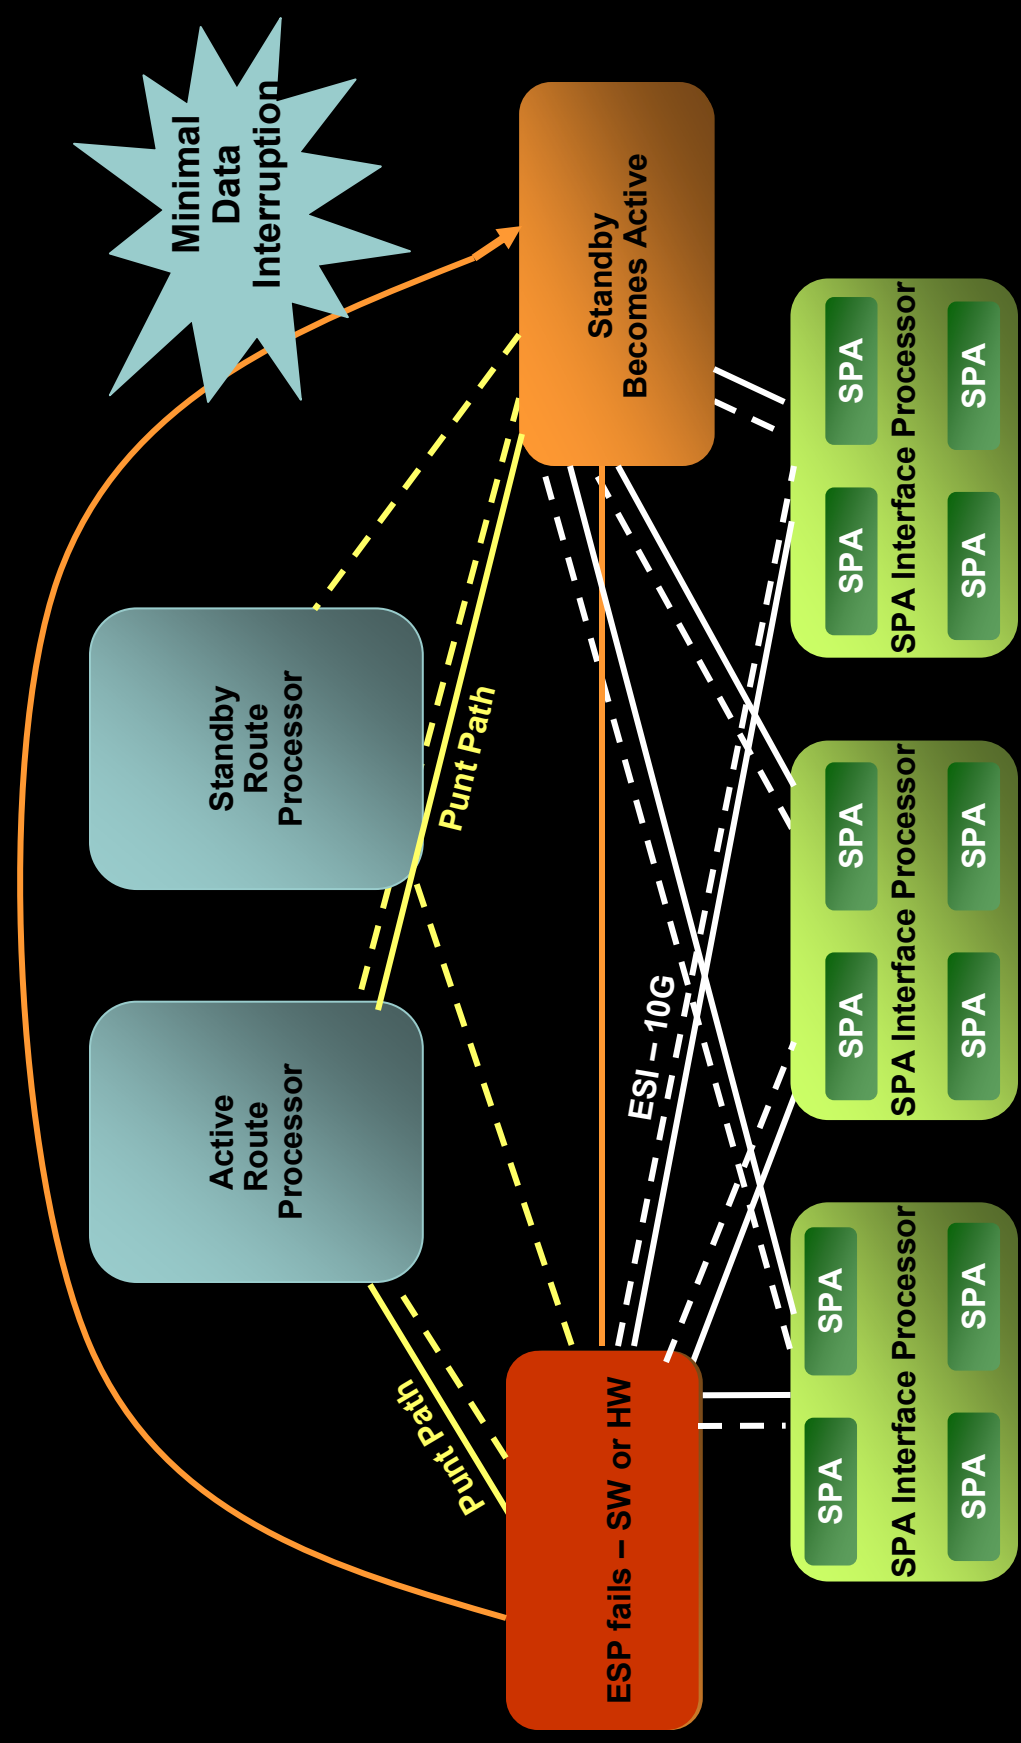 Active
Route
Processor
Standby
Route
Processor
Minimal
Data
Interruption
Punt Path
Punt Path
ESP fails – SW or HW
Standby
Becomes Active
ESI – 10G
SPA
SPA
SPA Interface Processor
SPA
SPA
SPA
SPA
SPA Interface Processor
SPA
SPA
SPA
SPA
SPA Interface Processor
SPA
SPA